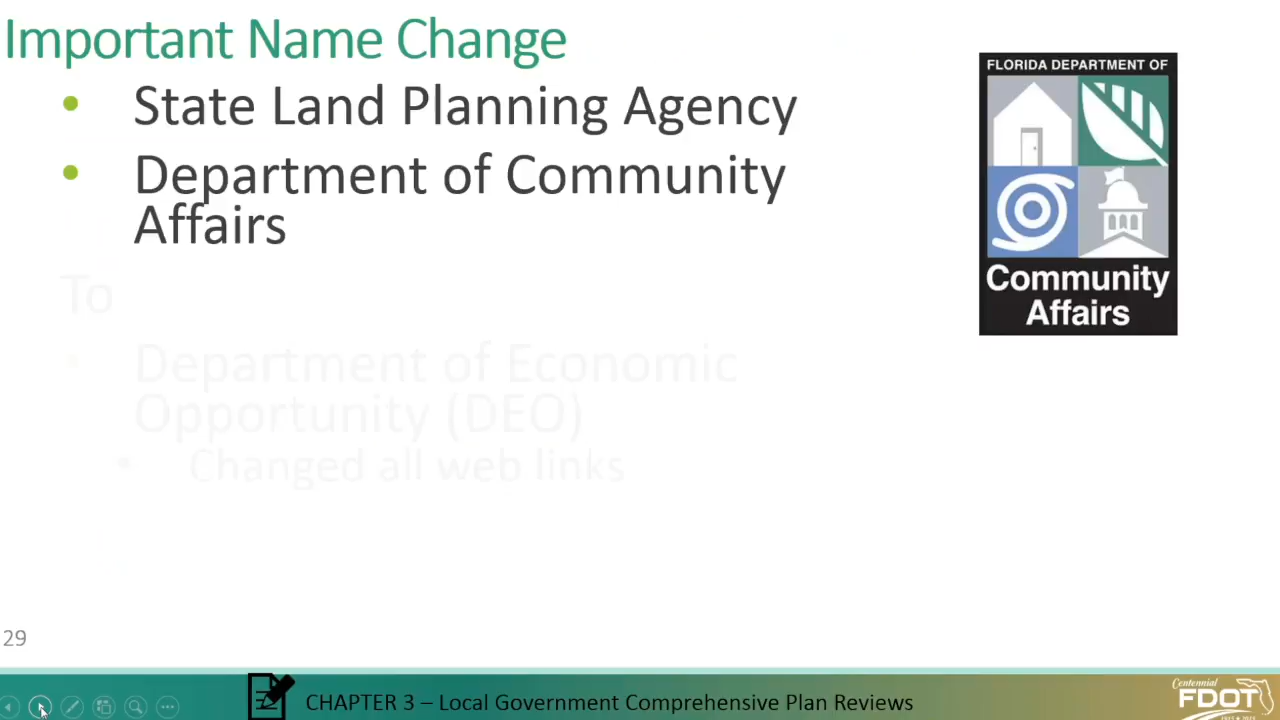 Important Name Change
• State Land Planning Agency
• Department of Community
Affairs
To
• Department of Economic
Opportunity (DEO)
• Changed all web links
FLORIDA DEPARTMENT OF
Community
Affairs
29
CHAPTER 3 – Local Government Comprehensive Plan Reviews
Centennial
FDOT